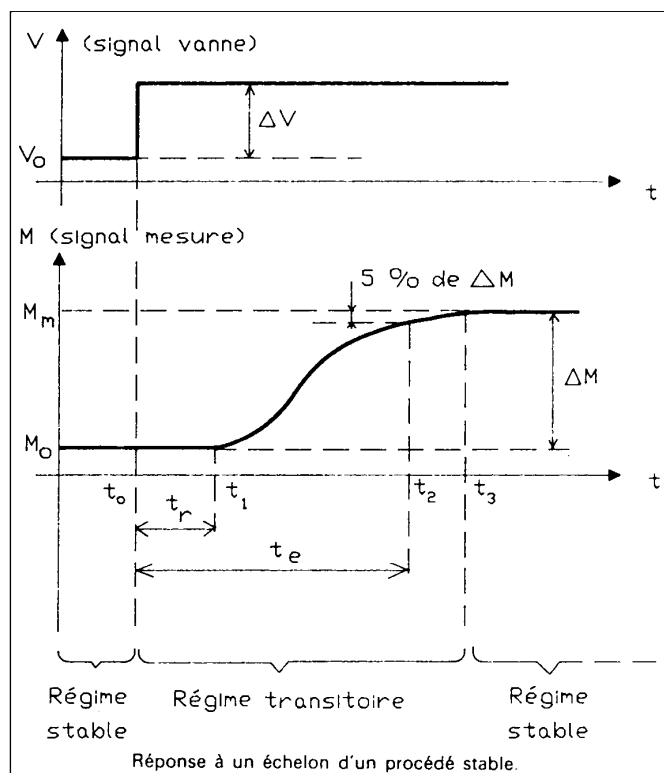 V (signal vanne)
ΔV
V₀
t
M (signal mesure)
5 % de ΔM
Mₘ
ΔM
M₀
t₀ t₁ t₂ t₃ t
tᵣ
tₑ
Régime stable
Régime transitoire
Régime stable
Réponse à un échelon d'un procédé stable.